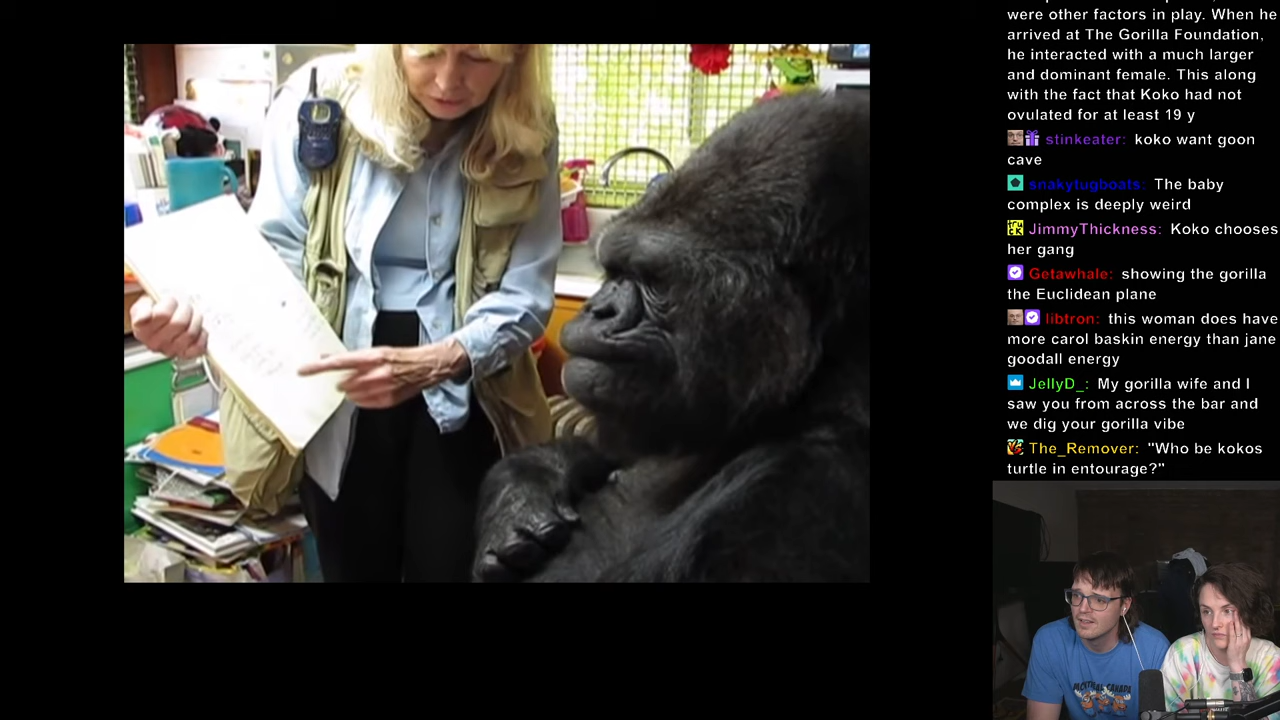 were other factors in play. When he
arrived at The Gorilla Foundation,
he interacted with a much larger
and dominant female. This along
with the fact that Koko had not
ovulated for at least 19 y
stinkeater: koko want goon
cave
snakytugboats: The baby
complex is deeply weird
JimmyThickness: Koko chooses
her gang
Getawhale: showing the gorilla
the Euclidean plane
libtron: this woman does have
more carol baskin energy than jane
goodall energy
JellyD_: My gorilla wife and I
saw you from across the bar and
we dig your gorilla vibe
The_Remover: "Who be kokos
turtle in entourage?"